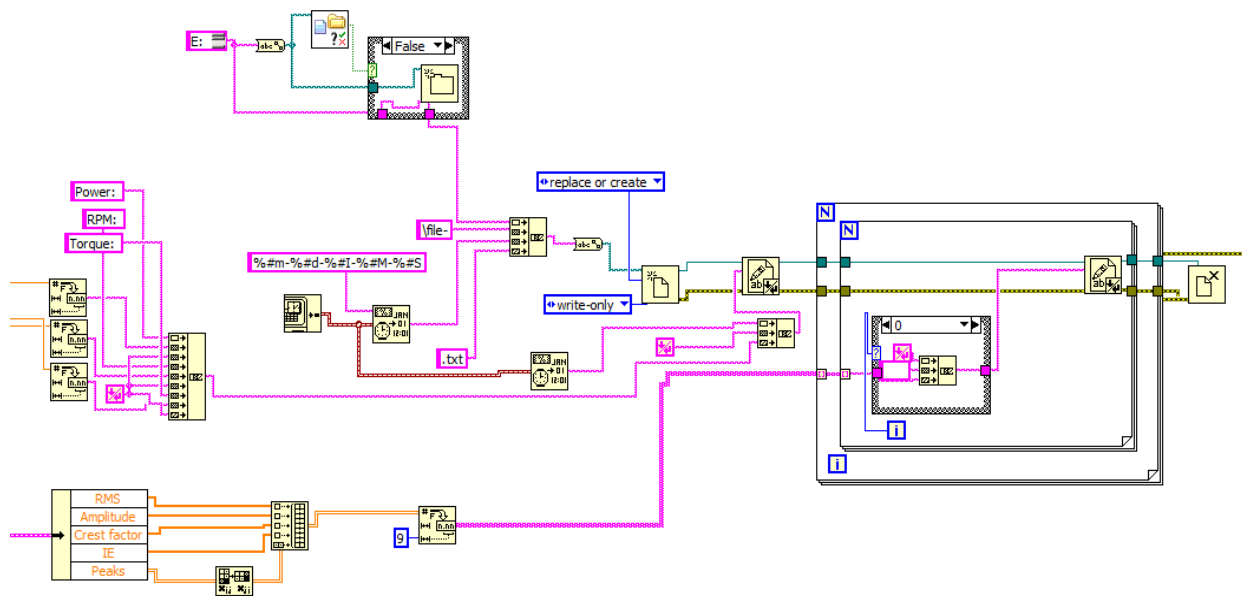 E:
False
Power:
RPM:
Torque:
replace or create
\file-
%#m-%#d-%#I-%#M-%#S
write-only
.txt
N
N
0
i
i
RMS
Amplitude
Crest factor
IE
Peaks
9